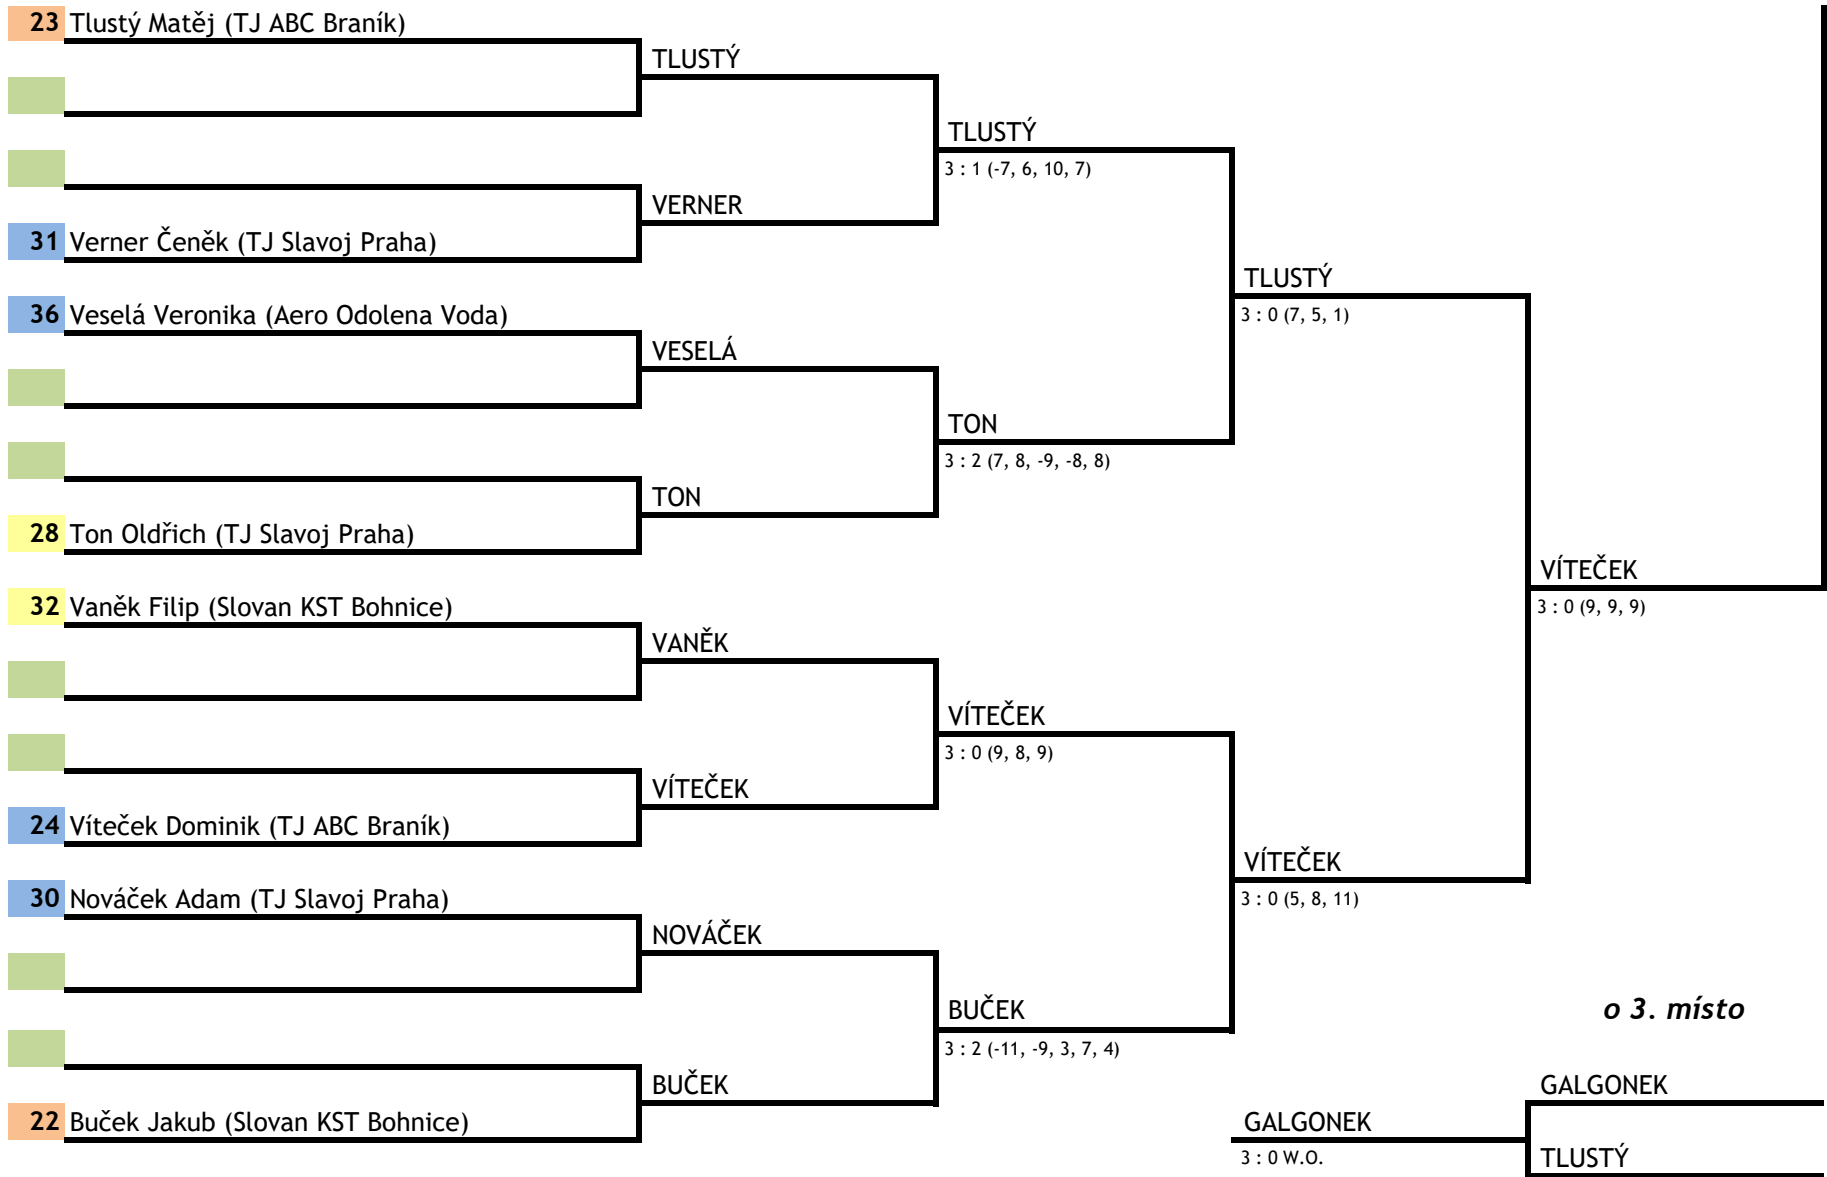 23 Tlustý Matěj (TJ ABC Braník)
TLUSTÝ
TLUSTÝ
3 : 1 (-7, 6, 10, 7)
VERNER
31 Verner Čeněk (TJ Slavoj Praha)
TLUSTÝ
3 : 0 (7, 5, 1)
36 Veselá Veronika (Aero Odolena Voda)
VESELÁ
TON
3 : 2 (7, 8, -9, -8, 8)
TON
28 Ton Oldřich (TJ Slavoj Praha)
VÍTEČEK
3 : 0 (9, 9, 9)
32 Vaněk Filip (Slovan KST Bohnice)
VANĚK
VÍTEČEK
3 : 0 (9, 8, 9)
VÍTEČEK
24 Víteček Dominik (TJ ABC Braník)
VÍTEČEK
3 : 0 (5, 8, 11)
30 Nováček Adam (TJ Slavoj Praha)
NOVÁČEK
BUČEK
3 : 2 (-11, -9, 3, 7, 4)
o 3. místo
BUČEK
GALGONEK
22 Buček Jakub (Slovan KST Bohnice)
GALGONEK
3 : 0 W.O.
TLUSTÝ